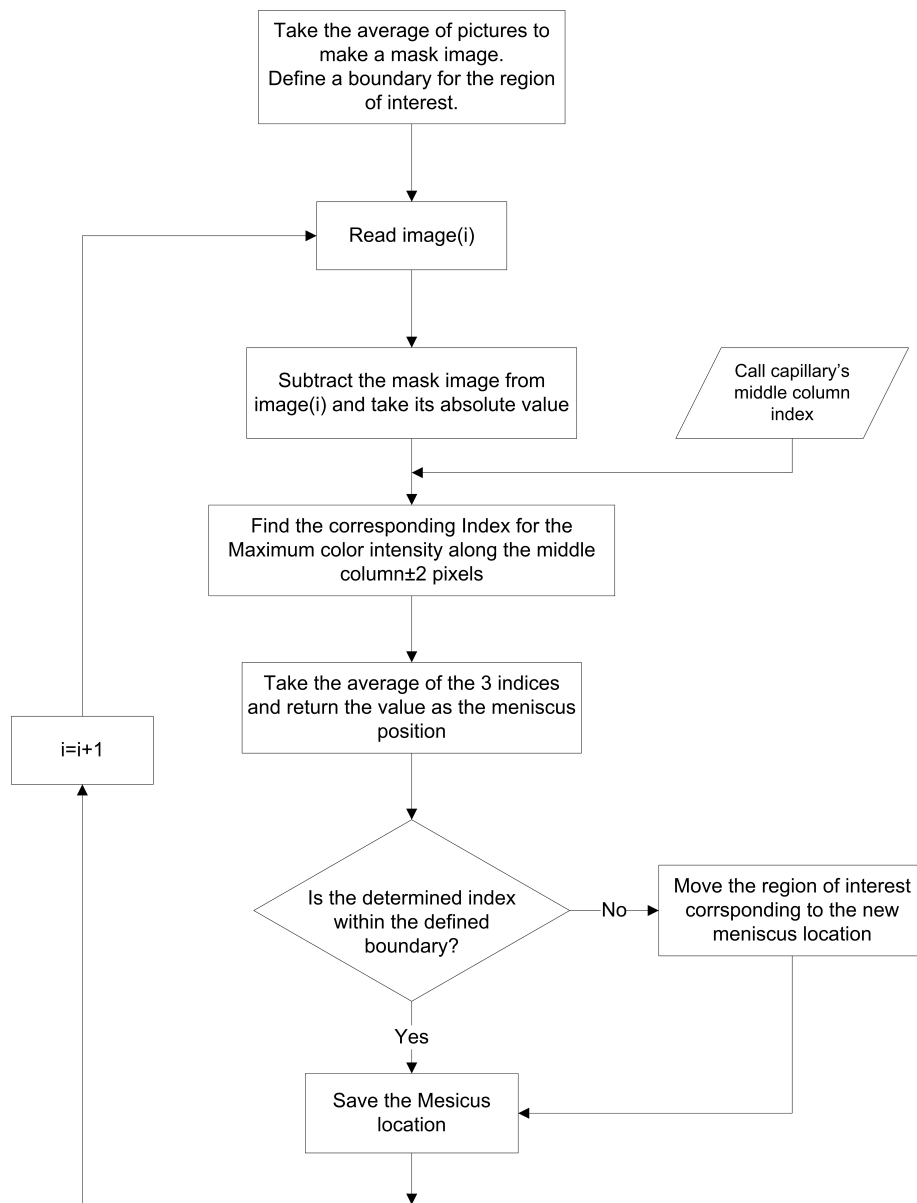 Take the average of pictures to
make a mask image.
Define a boundary for the region
of interest.
Read image(i)
Subtract the mask image from
image(i) and take its absolute value
Call capillary's
middle column
index
Find the corresponding Index for the
Maximum color intensity along the middle
column±2 pixels
Take the average of the 3 indices
and return the value as the meniscus
position
i=i+1
Is the determined index
within the defined
boundary?
No
Move the region of interest
corrsponding to the new
meniscus location
Yes
Save the Mesicus
location